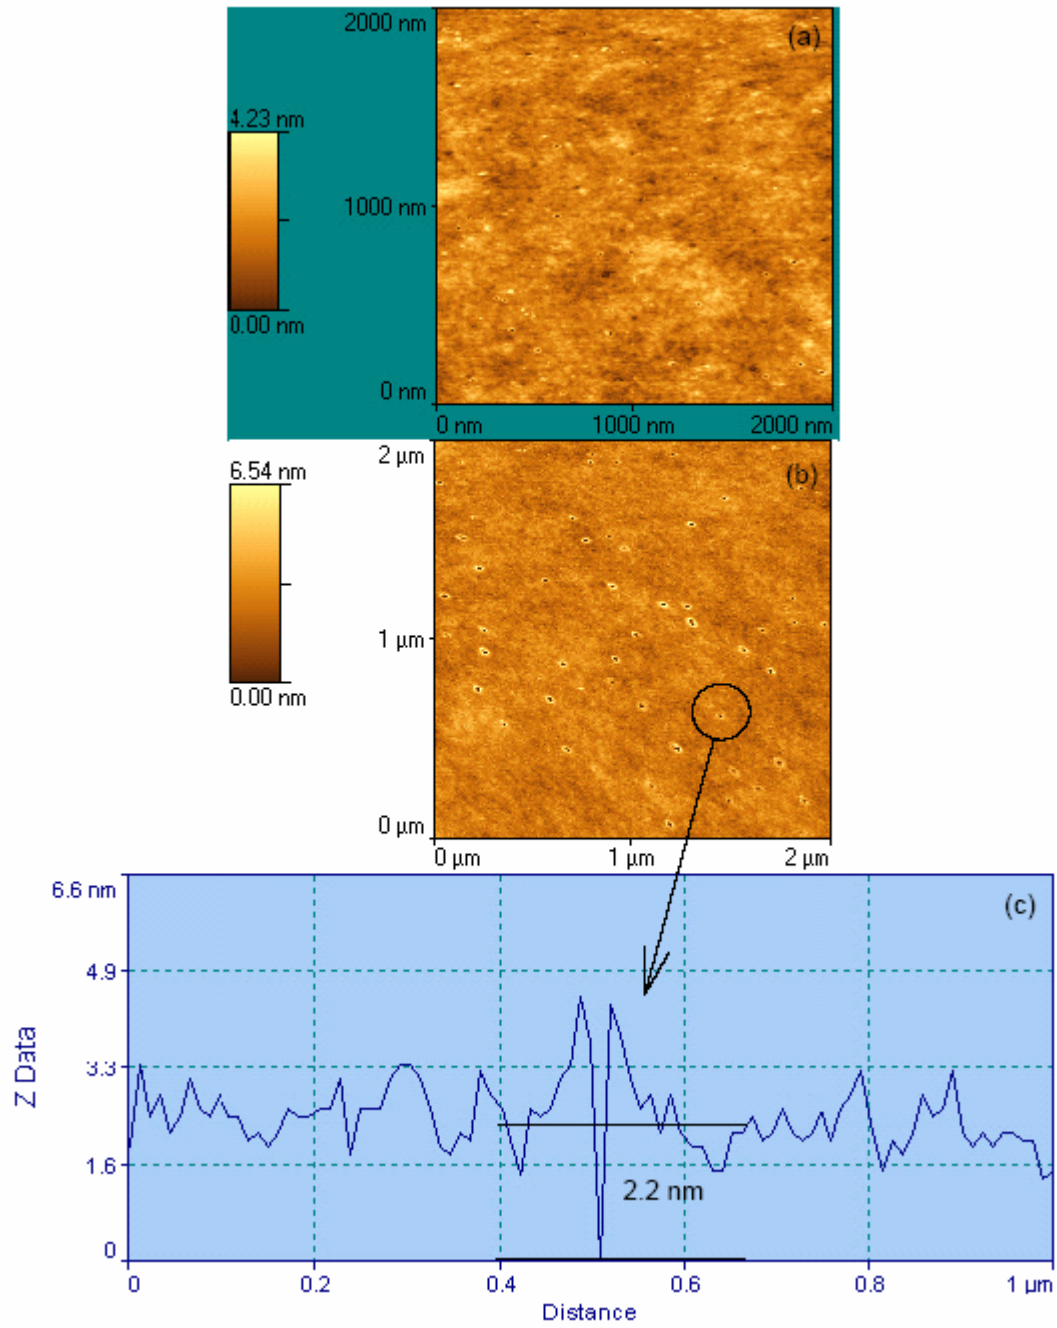 2000 nm
(a)
4.23 nm
1000 nm
0.00 nm
0 nm
0 nm 1000 nm 2000 nm
2 µm
(b)
6.54 nm
1 µm
0.00 nm
0 µm
0 µm 1 µm 2 µm
6.6 nm
(c)
4.9
3.3
Z Data
1.6
2.2 nm
0
0 0.2 0.4 0.6 0.8 1 µm
Distance